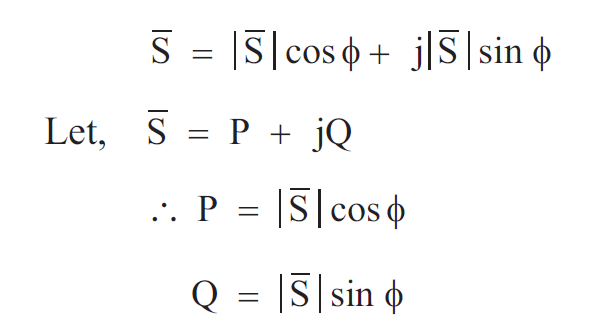 S̅ = |S̅| cos ϕ + j|S̅| sin ϕ
Let, S̅ = P + jQ
∴ P = |S̅| cos ϕ
Q = |S̅| sin ϕ